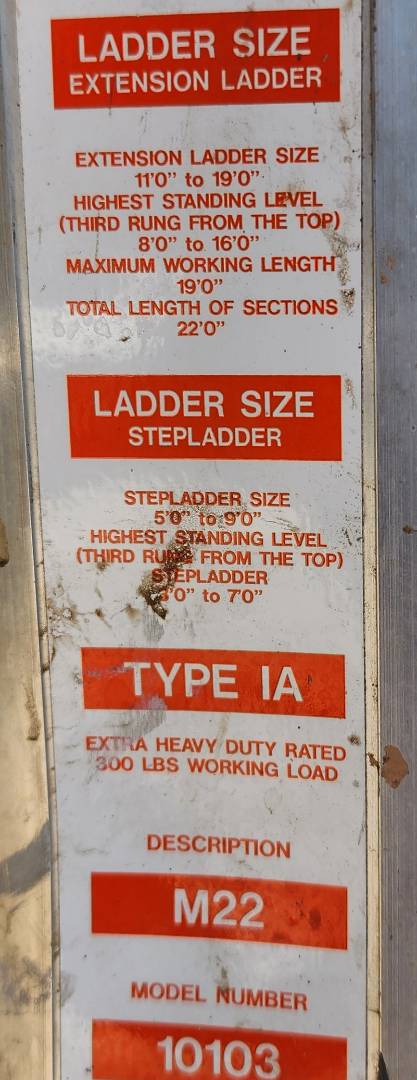 LADDER SIZE
EXTENSION LADDER
EXTENSION LADDER SIZE
11'0" to 19'0"
HIGHEST STANDING LEVEL
(THIRD RUNG FROM THE TOP)
8'0" to 16'0"
MAXIMUM WORKING LENGTH
19'0"
TOTAL LENGTH OF SECTIONS
22'0"
LADDER SIZE
STEPLADDER
STEPLADDER SIZE
5'0" to 9'0"
HIGHEST STANDING LEVEL
(THIRD RUNG FROM THE TOP)
STEPLADDER
to 7'0"
TYPE IA
EXTRA HEAVY DUTY RATED
300 LBS WORKING LOAD
DESCRIPTION
M22
MODEL NUMBER
10103